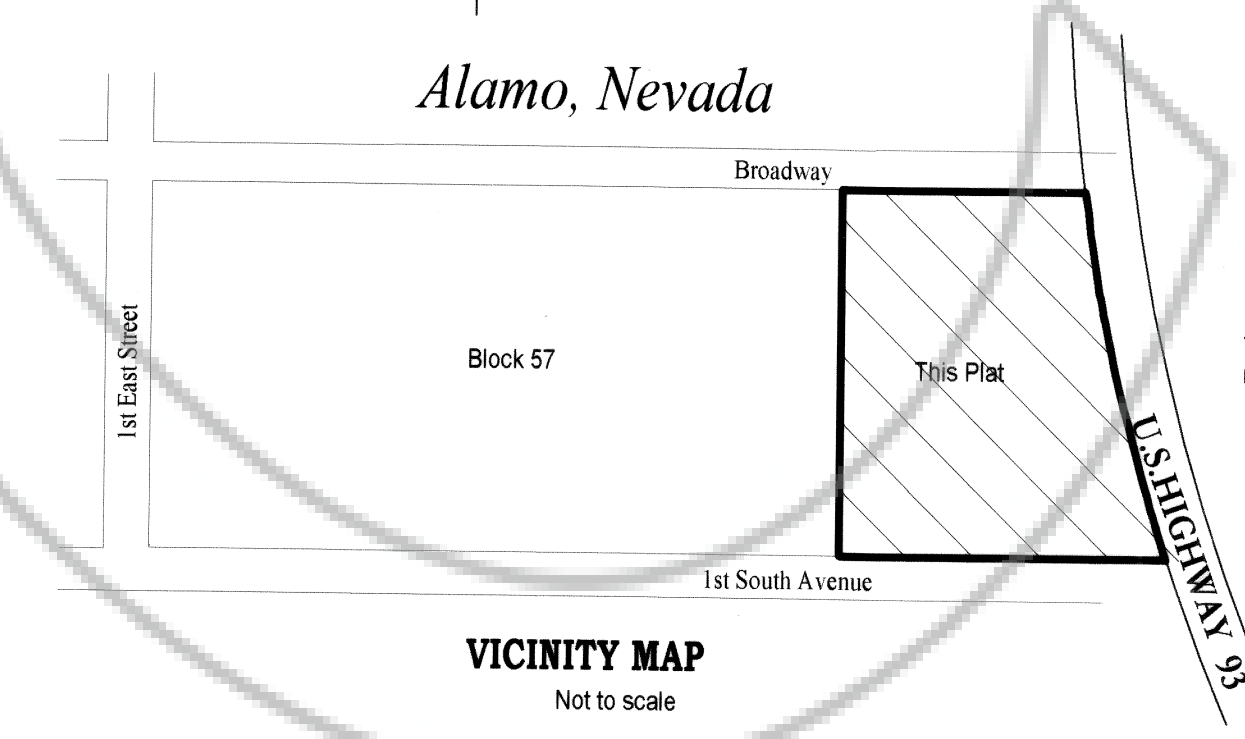 Alamo, Nevada
Broadway
1st East Street
Block 57
This Plat
U.S.HIGHWAY 93
1st South Avenue
VICINITY MAP
Not to scale